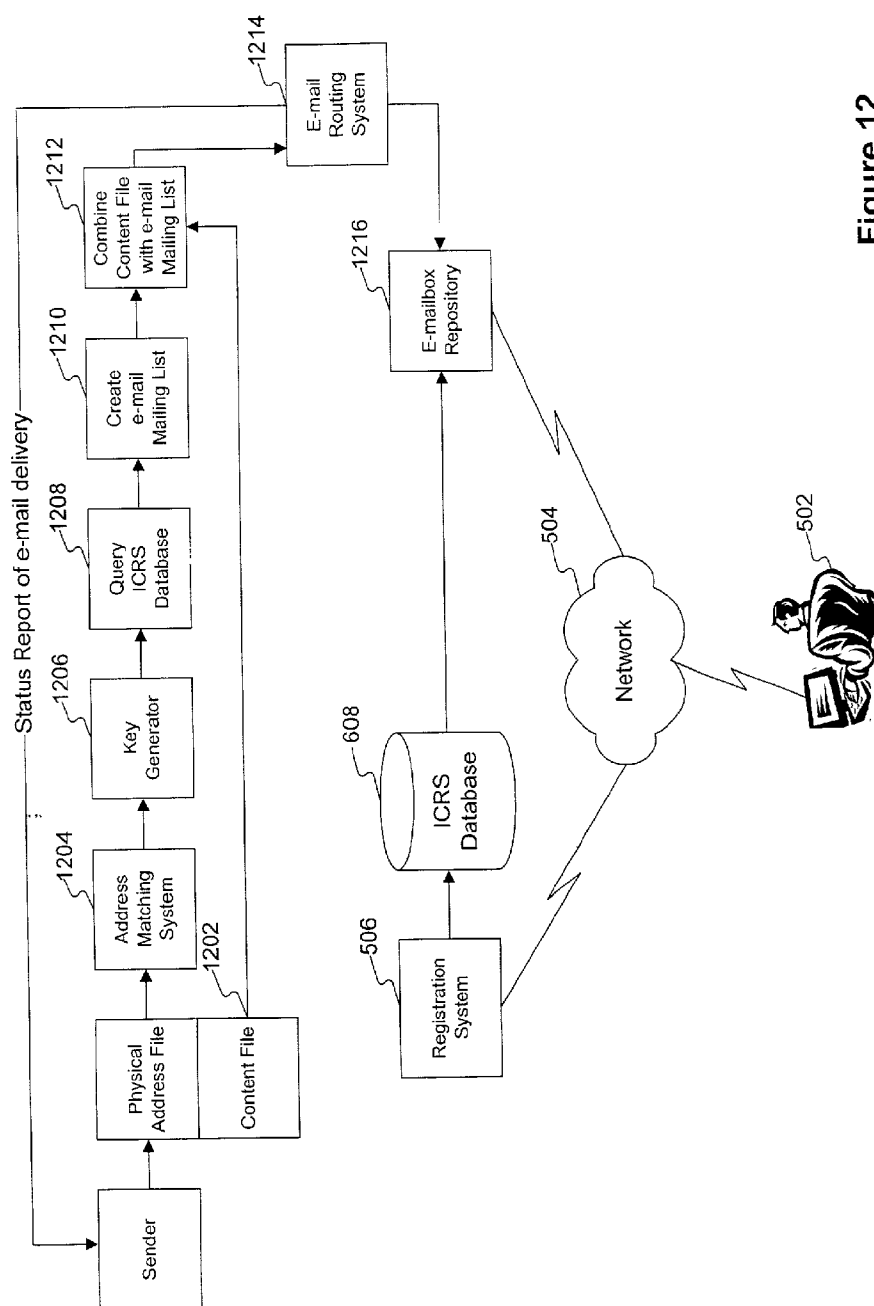 Status Report of e-mail delivery
Sender
Physical
Address File
Content File
1202
1204
Address
Matching
System
1206
Key
Generator
1208
Query
ICRS
Database
1210
Create
e-mail
Mailing List
1212
Combine
Content File
with e-mail
Mailing List
1214
E-mail
Routing
System
506
Registration
System
608
ICRS
Database
1216
E-mailbox
Repository
504
Network
502
Figure 12